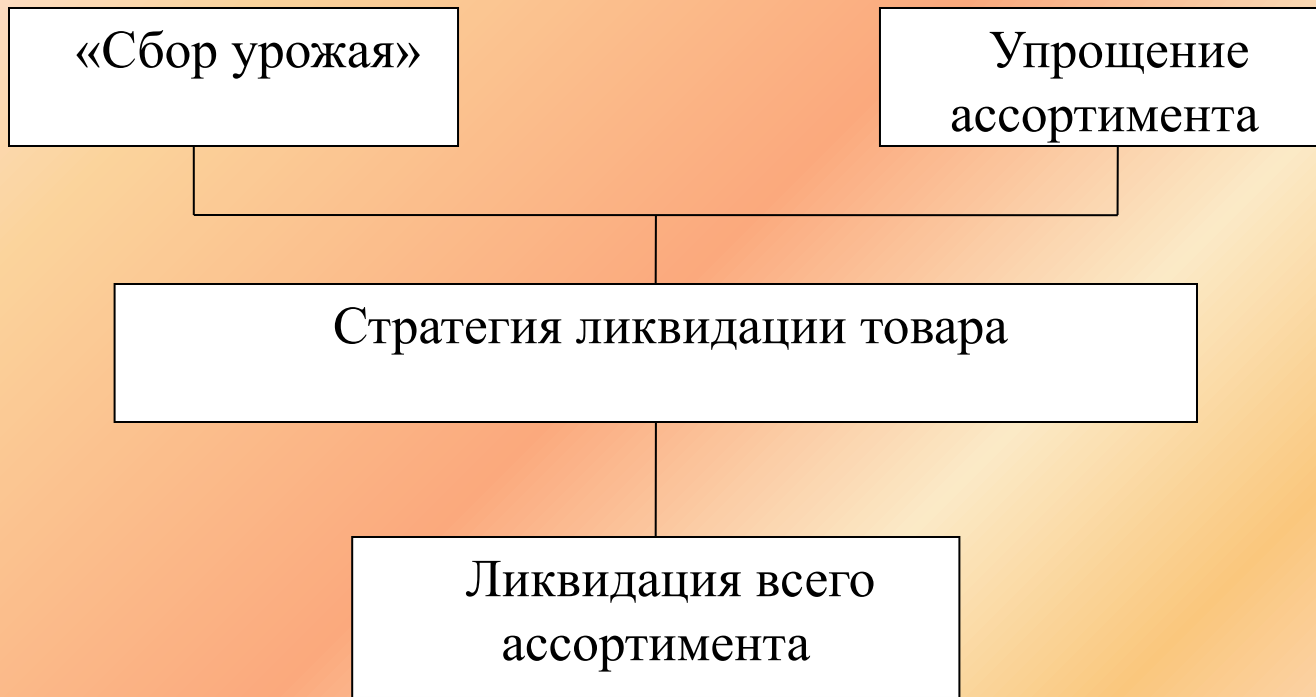 «Сбор урожая»
Упрощение
ассортимента
Стратегия ликвидации товара
Ликвидация всего
ассортимента